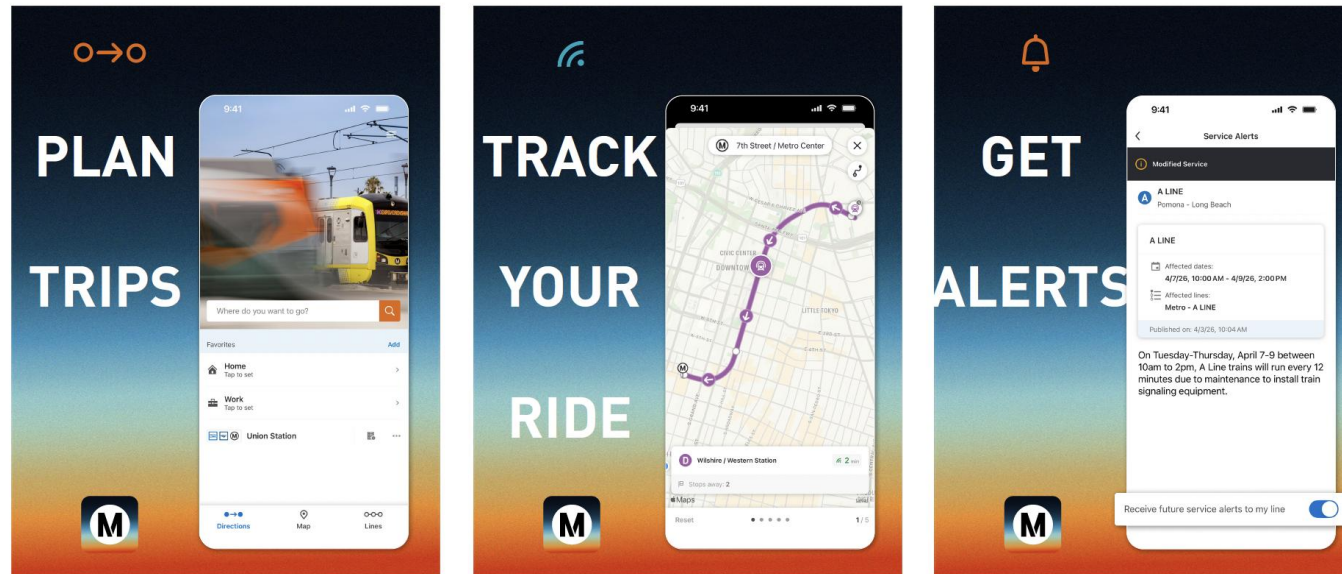 PLAN
TRIPS
9:41
Where do you want to go?
Favorites
Add
Home
Tap to set
Work
Tap to set
Union Station
Directions
Map
Lines
M
TRACK
YOUR
RIDE
9:41
M
7th Street / Metro Center
CIVIC CENTER
DOWNTOW
LITTLE TOKYO
M
D
Wilshire / Western Station
2 min
Stops away: 2
Maps
Reset
1 / 5
M
GET
ALERTS
9:41
Service Alerts
Modified Service
A
A LINE
Pomona - Long Beach
A LINE
Affected dates:
4/7/26, 10:00 AM - 4/9/26, 2:00 PM
Affected lines:
Metro - A LINE
Published on: 4/3/26, 10:04 AM
On Tuesday-Thursday, April 7-9 between
10am to 2pm, A Line trains will run every 12
minutes due to maintenance to install train
signaling equipment.
Receive future service alerts to my line
M